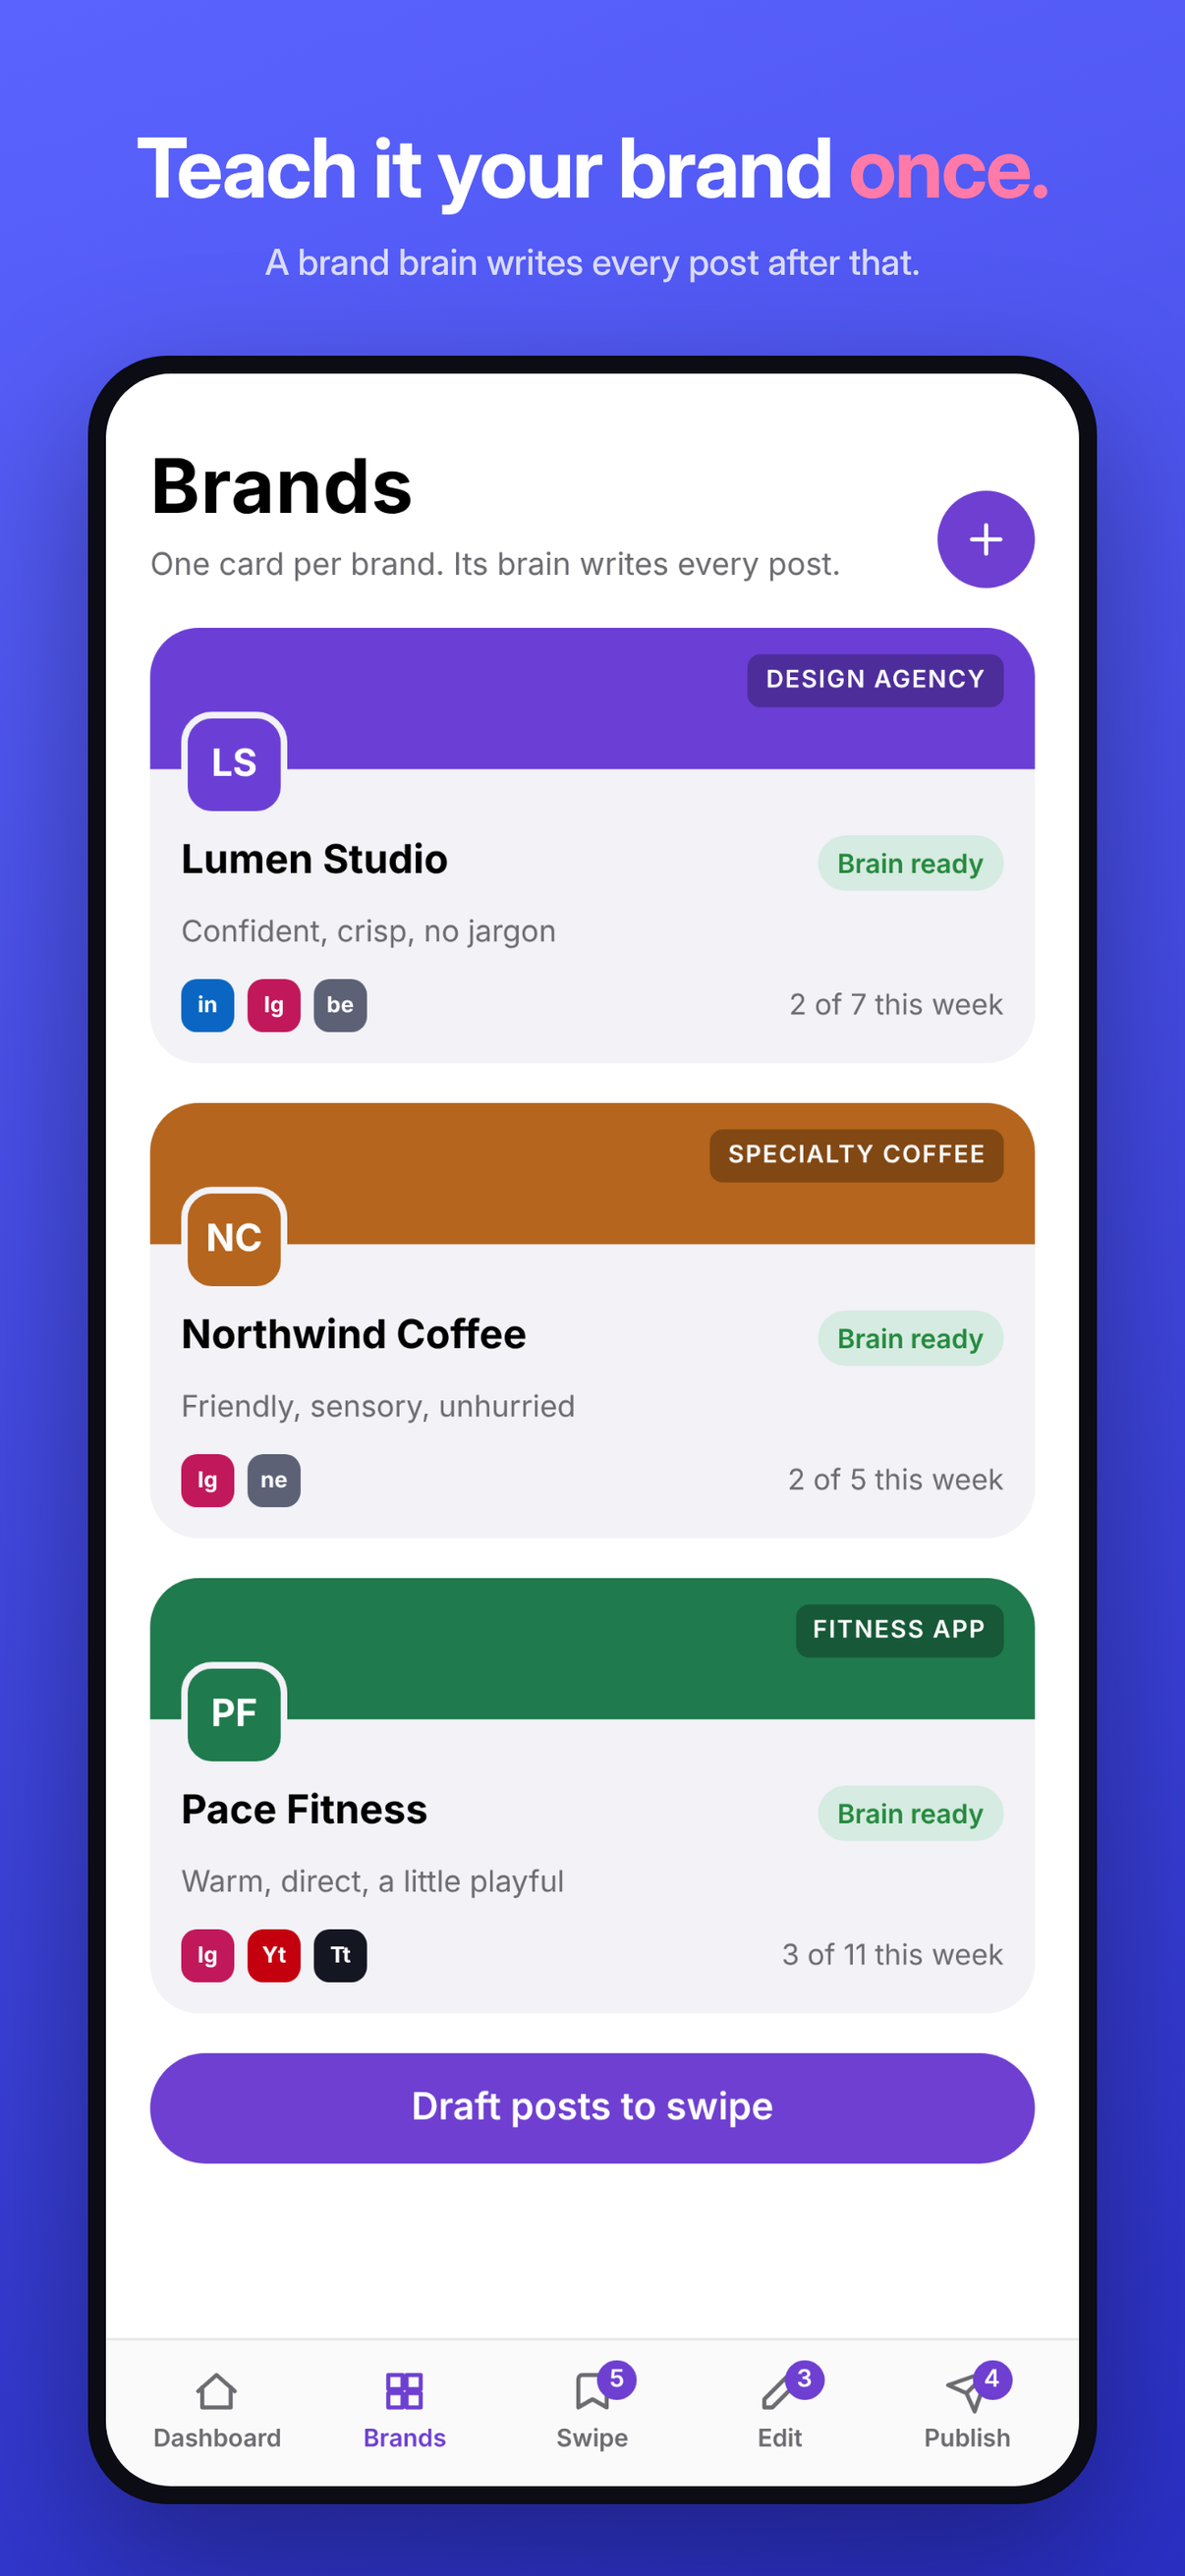 Teach it your brand once.
A brand brain writes every post after that.
Brands
One card per brand. Its brain writes every post.
DESIGN AGENCY
LS
Lumen Studio
Brain ready
Confident, crisp, no jargon
in Ig be
2 of 7 this week
SPECIALTY COFFEE
NC
Northwind Coffee
Brain ready
Friendly, sensory, unhurried
Ig ne
2 of 5 this week
FITNESS APP
PF
Pace Fitness
Brain ready
Warm, direct, a little playful
Ig Yt Tt
3 of 11 this week
Draft posts to swipe
5 3 4
Dashboard Brands Swipe Edit Publish